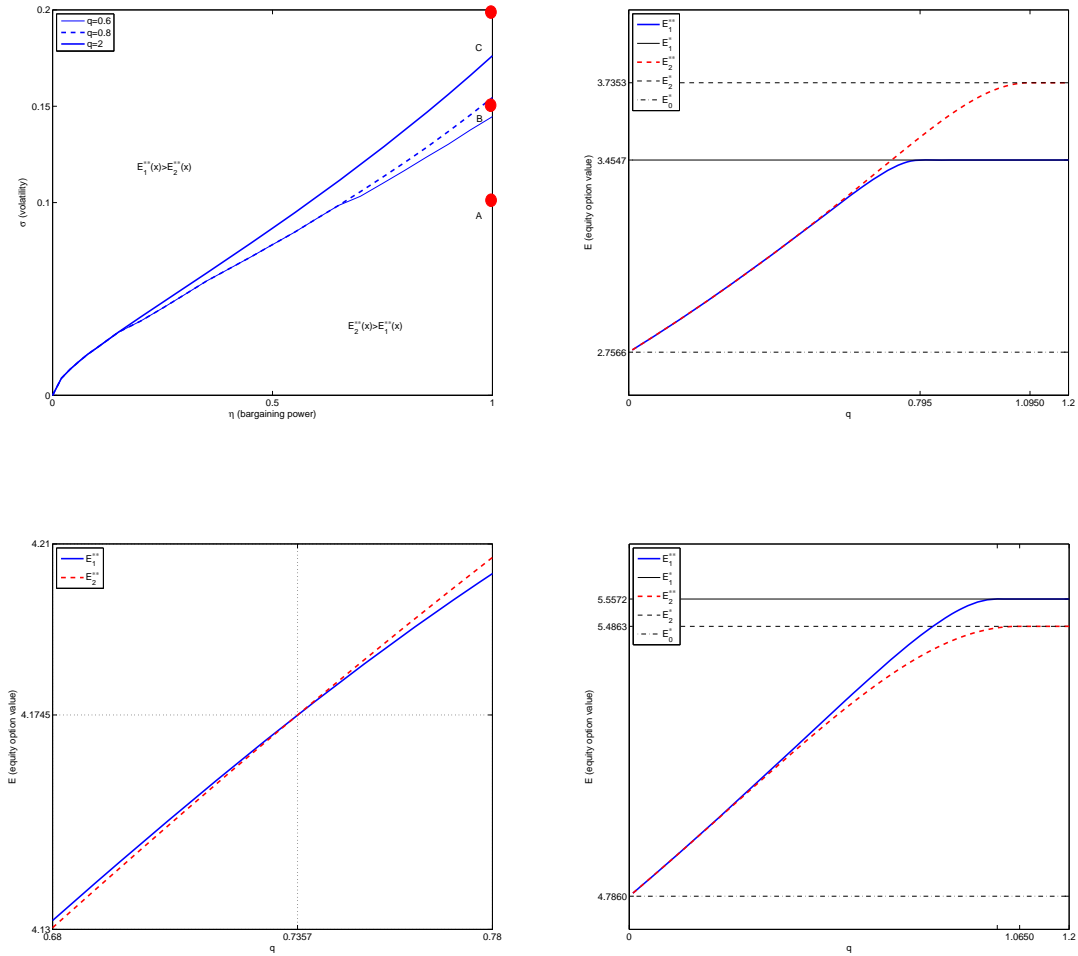 0.2
q=0.6
q=0.8
q=2
C
0.15
B
E₁**(x)>E₂**(x)
σ (volatility)
0.1
A
E₂**(x)>E₁**(x)
0
0
0.5
1
η (bargaining power)
E₁**
E₁*
E₂**
E₂*
E₀*
3.7353
3.4547
E (equity option value)
2.7566
0
0.795
1.0950
1.2
q
4.21
E₁**
E₂**
4.1745
E (equity option value)
4.13
0.68
0.7357
0.78
q
E₁**
E₁*
E₂**
E₂*
E₀*
5.5572
5.4863
E (equity option value)
4.7860
0
1.0650
1.2
q